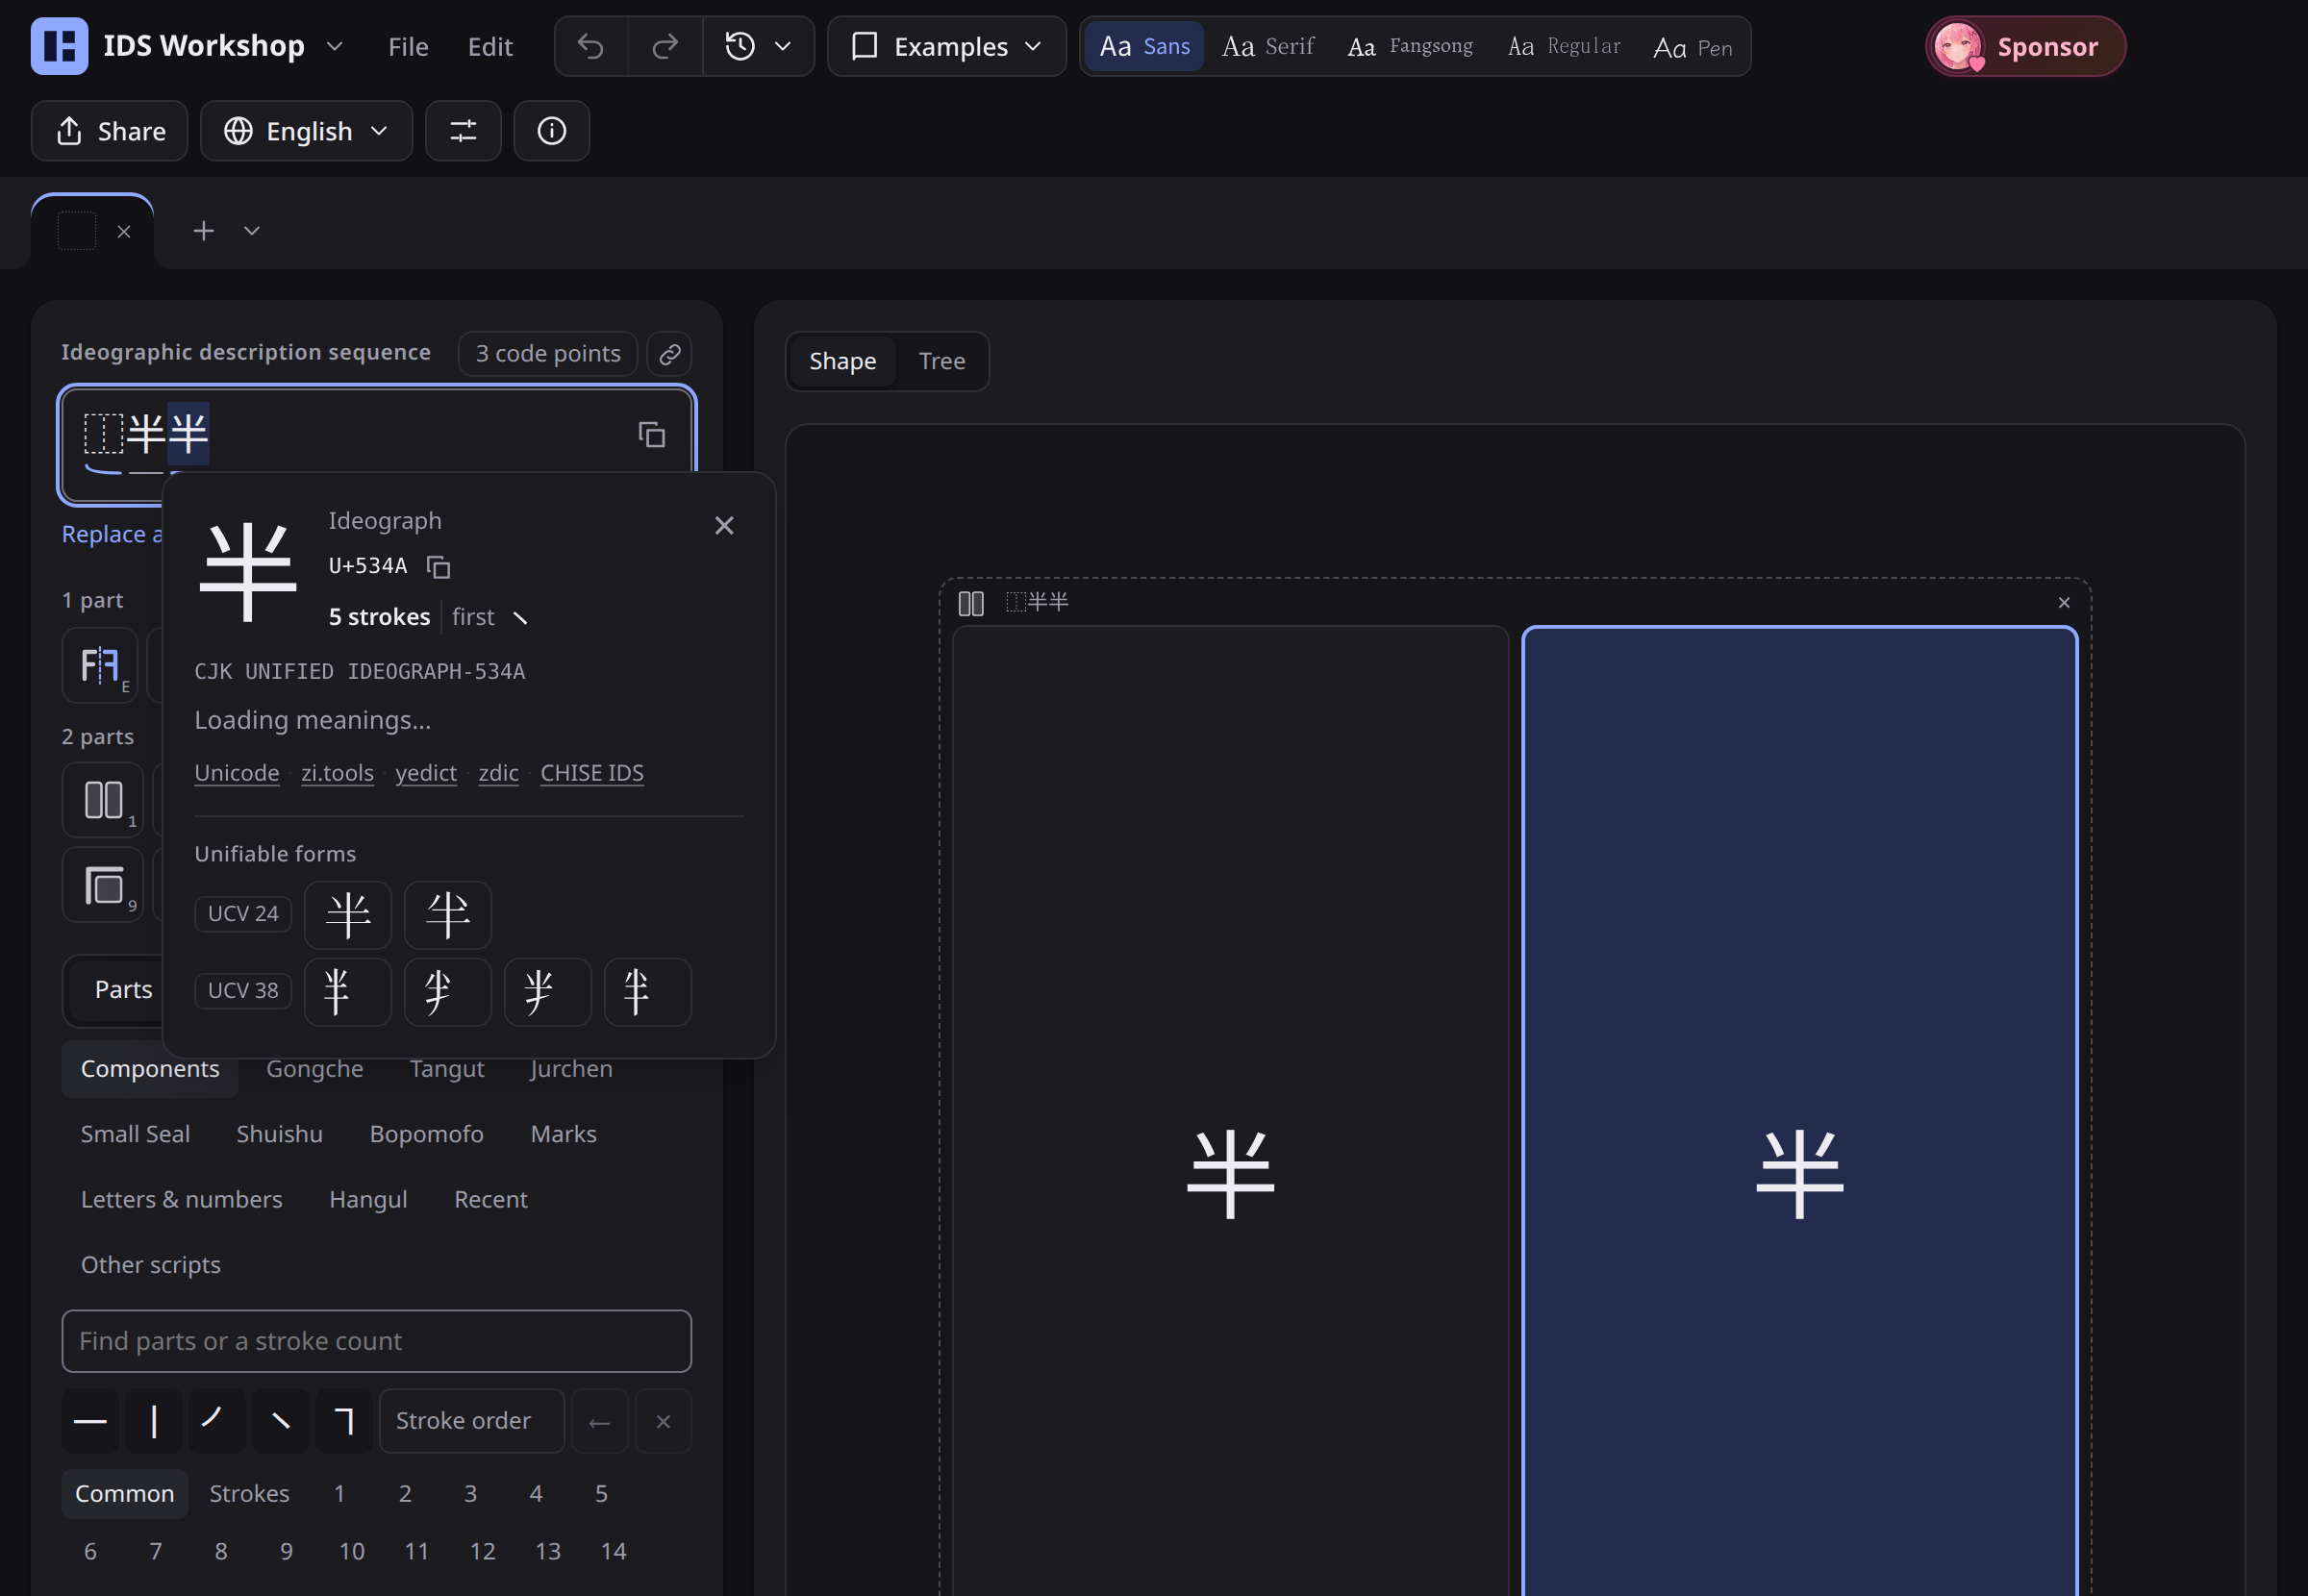 IDS Workshop File Edit Examples Aa Sans Aa Serif Aa Fangsong Aa Regular Aa Pen Sponsor
Share English
Ideographic description sequence 3 code points
⿰半半
Replace a
半
Ideograph
U+534A
5 strokes first ㇔
CJK UNIFIED IDEOGRAPH-534A
Loading meanings…
Unicode · zi.tools · yedict · zdic · CHISE IDS
Unifiable forms
UCV 24
UCV 38
1 part
E
2 parts
1
9
Parts
Components Gongche Tangut Jurchen
Small Seal Shuishu Bopomofo Marks
Letters & numbers Hangul Recent
Other scripts
Find parts or a stroke count
Stroke order
Common Strokes 1 2 3 4 5
6 7 8 9 10 11 12 13 14
Shape Tree
⿰半半
半 半